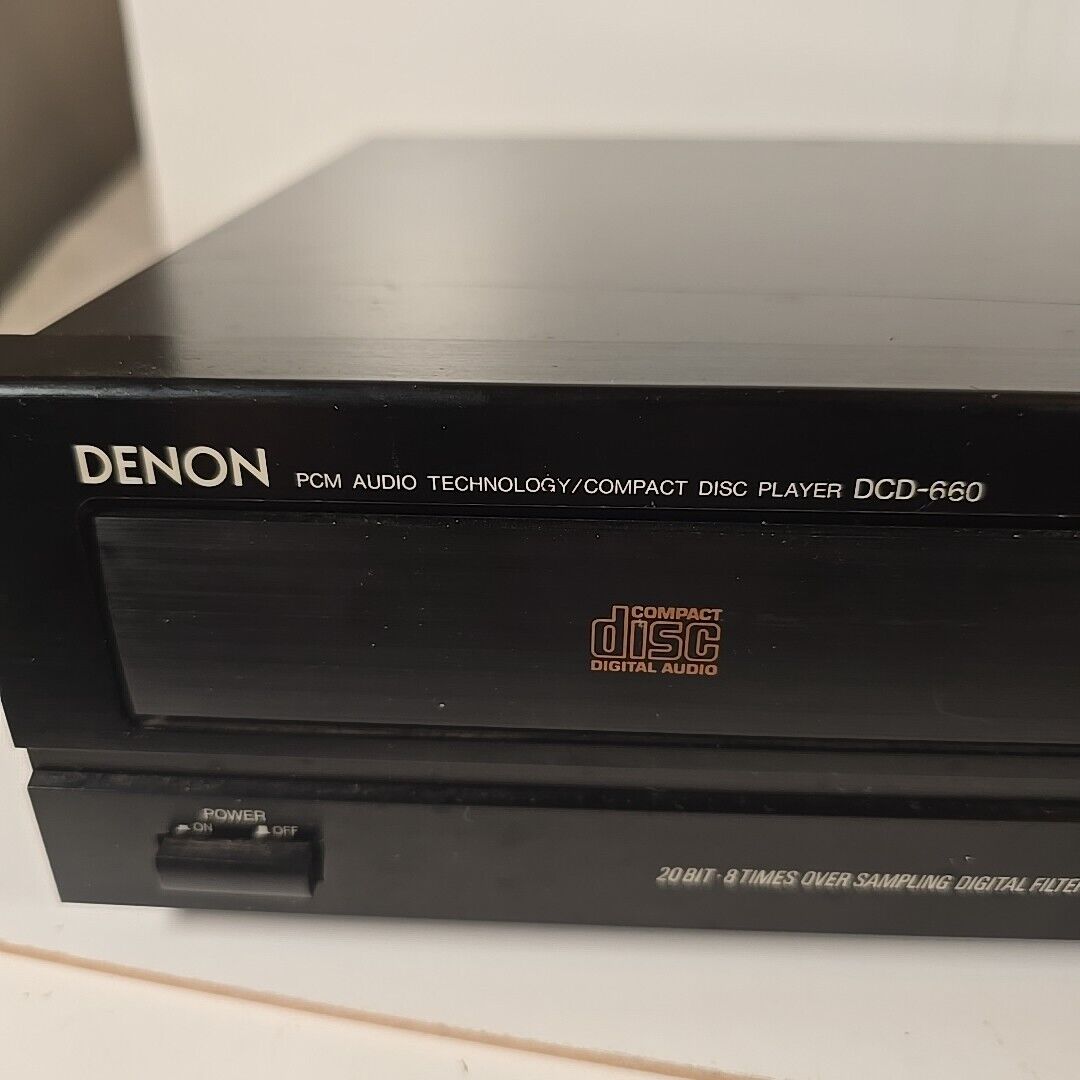 DENON PCM AUDIO TECHNOLOGY/COMPACT DISC PLAYER DCD-660
COMPACT
disc
DIGITAL AUDIO
POWER
ON OFF
20 BIT · 8 TIMES OVER SAMPLING DIGITAL FILTER